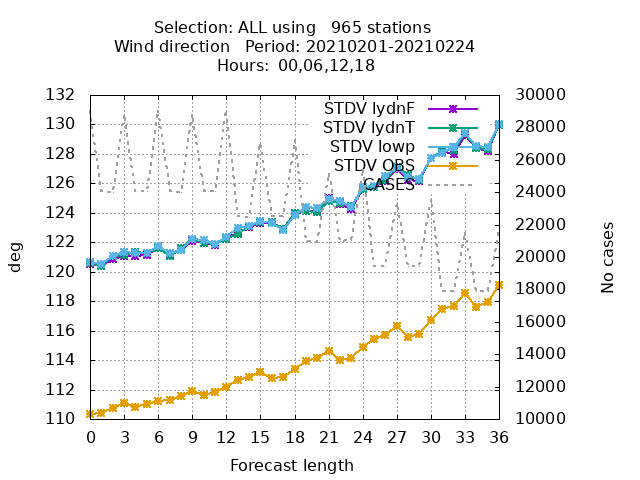 Selection: ALL using   965 stations
Wind direction   Period: 20210201-20210224
Hours:  00,06,12,18
STDV lydnF
STDV lydnT
STDV lowp
STDV OBS
CASES
132
130
128
126
124
122
120
118
116
114
112
110
30000
28000
26000
24000
22000
20000
18000
16000
14000
12000
10000
deg
No cases
0 3 6 9 12 15 18 21 24 27 30 33 36
Forecast length